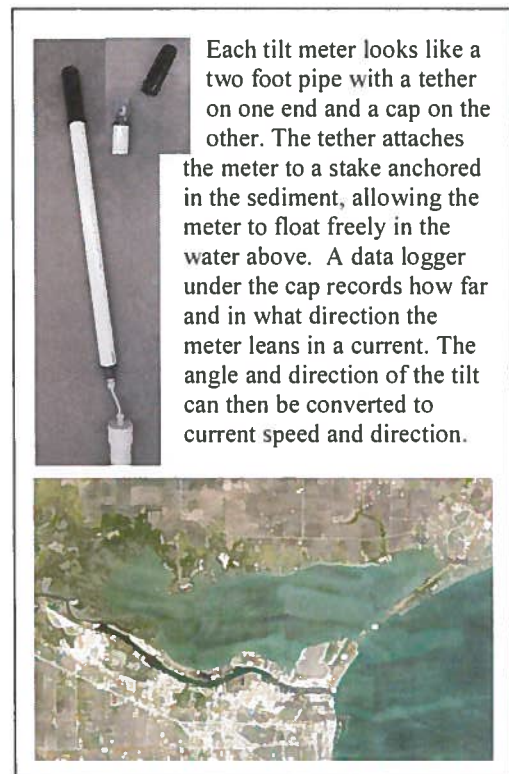 Each tilt meter looks like a
two foot pipe with a tether
on one end and a cap on the
other. The tether attaches
the meter to a stake anchored
in the sediment, allowing the
meter to float freely in the
water above. A data logger
under the cap records how far
and in what direction the
meter leans in a current. The
angle and direction of the tilt
can then be converted to
current speed and direction.